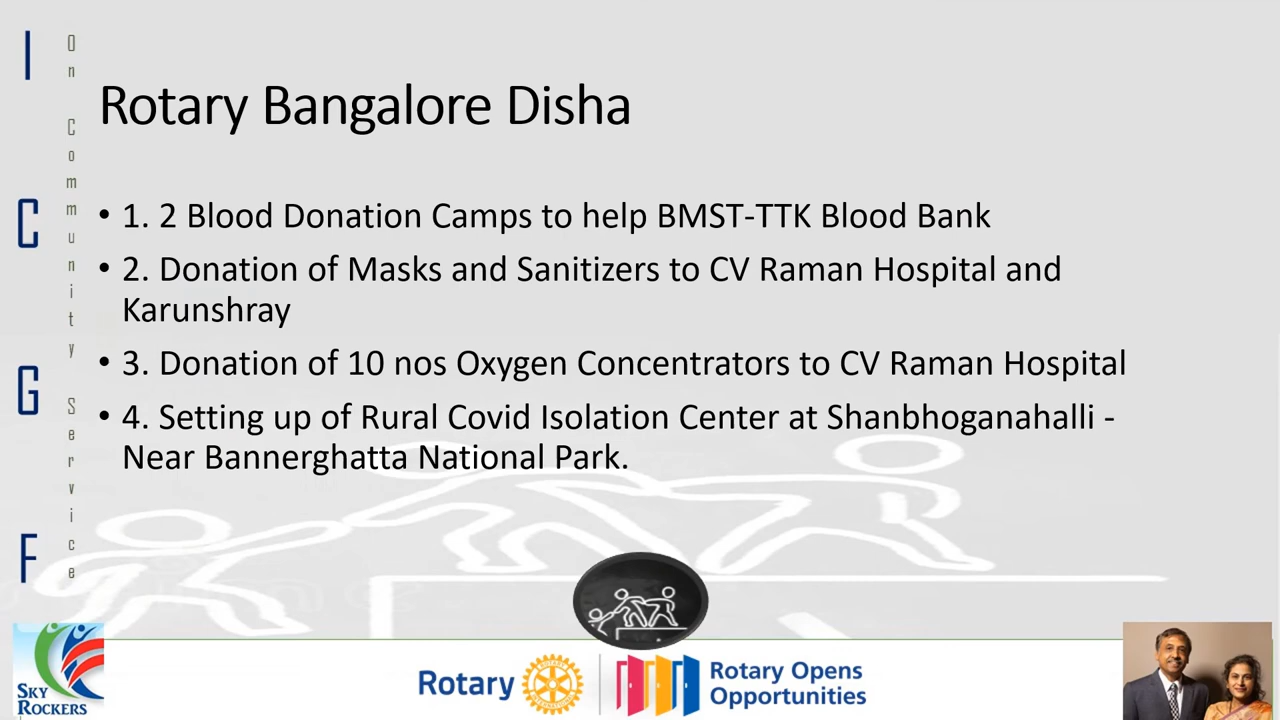 I C G F
On Community Service
Rotary Bangalore Disha
• 1. 2 Blood Donation Camps to help BMST-TTK Blood Bank
• 2. Donation of Masks and Sanitizers to CV Raman Hospital and
Karunshray
• 3. Donation of 10 nos Oxygen Concentrators to CV Raman Hospital
• 4. Setting up of Rural Covid Isolation Center at Shanbhoganahalli -
Near Bannerghatta National Park.
SKY
ROCKERS
Rotary
ROTARY
INTERNATIONAL
Rotary Opens
Opportunities